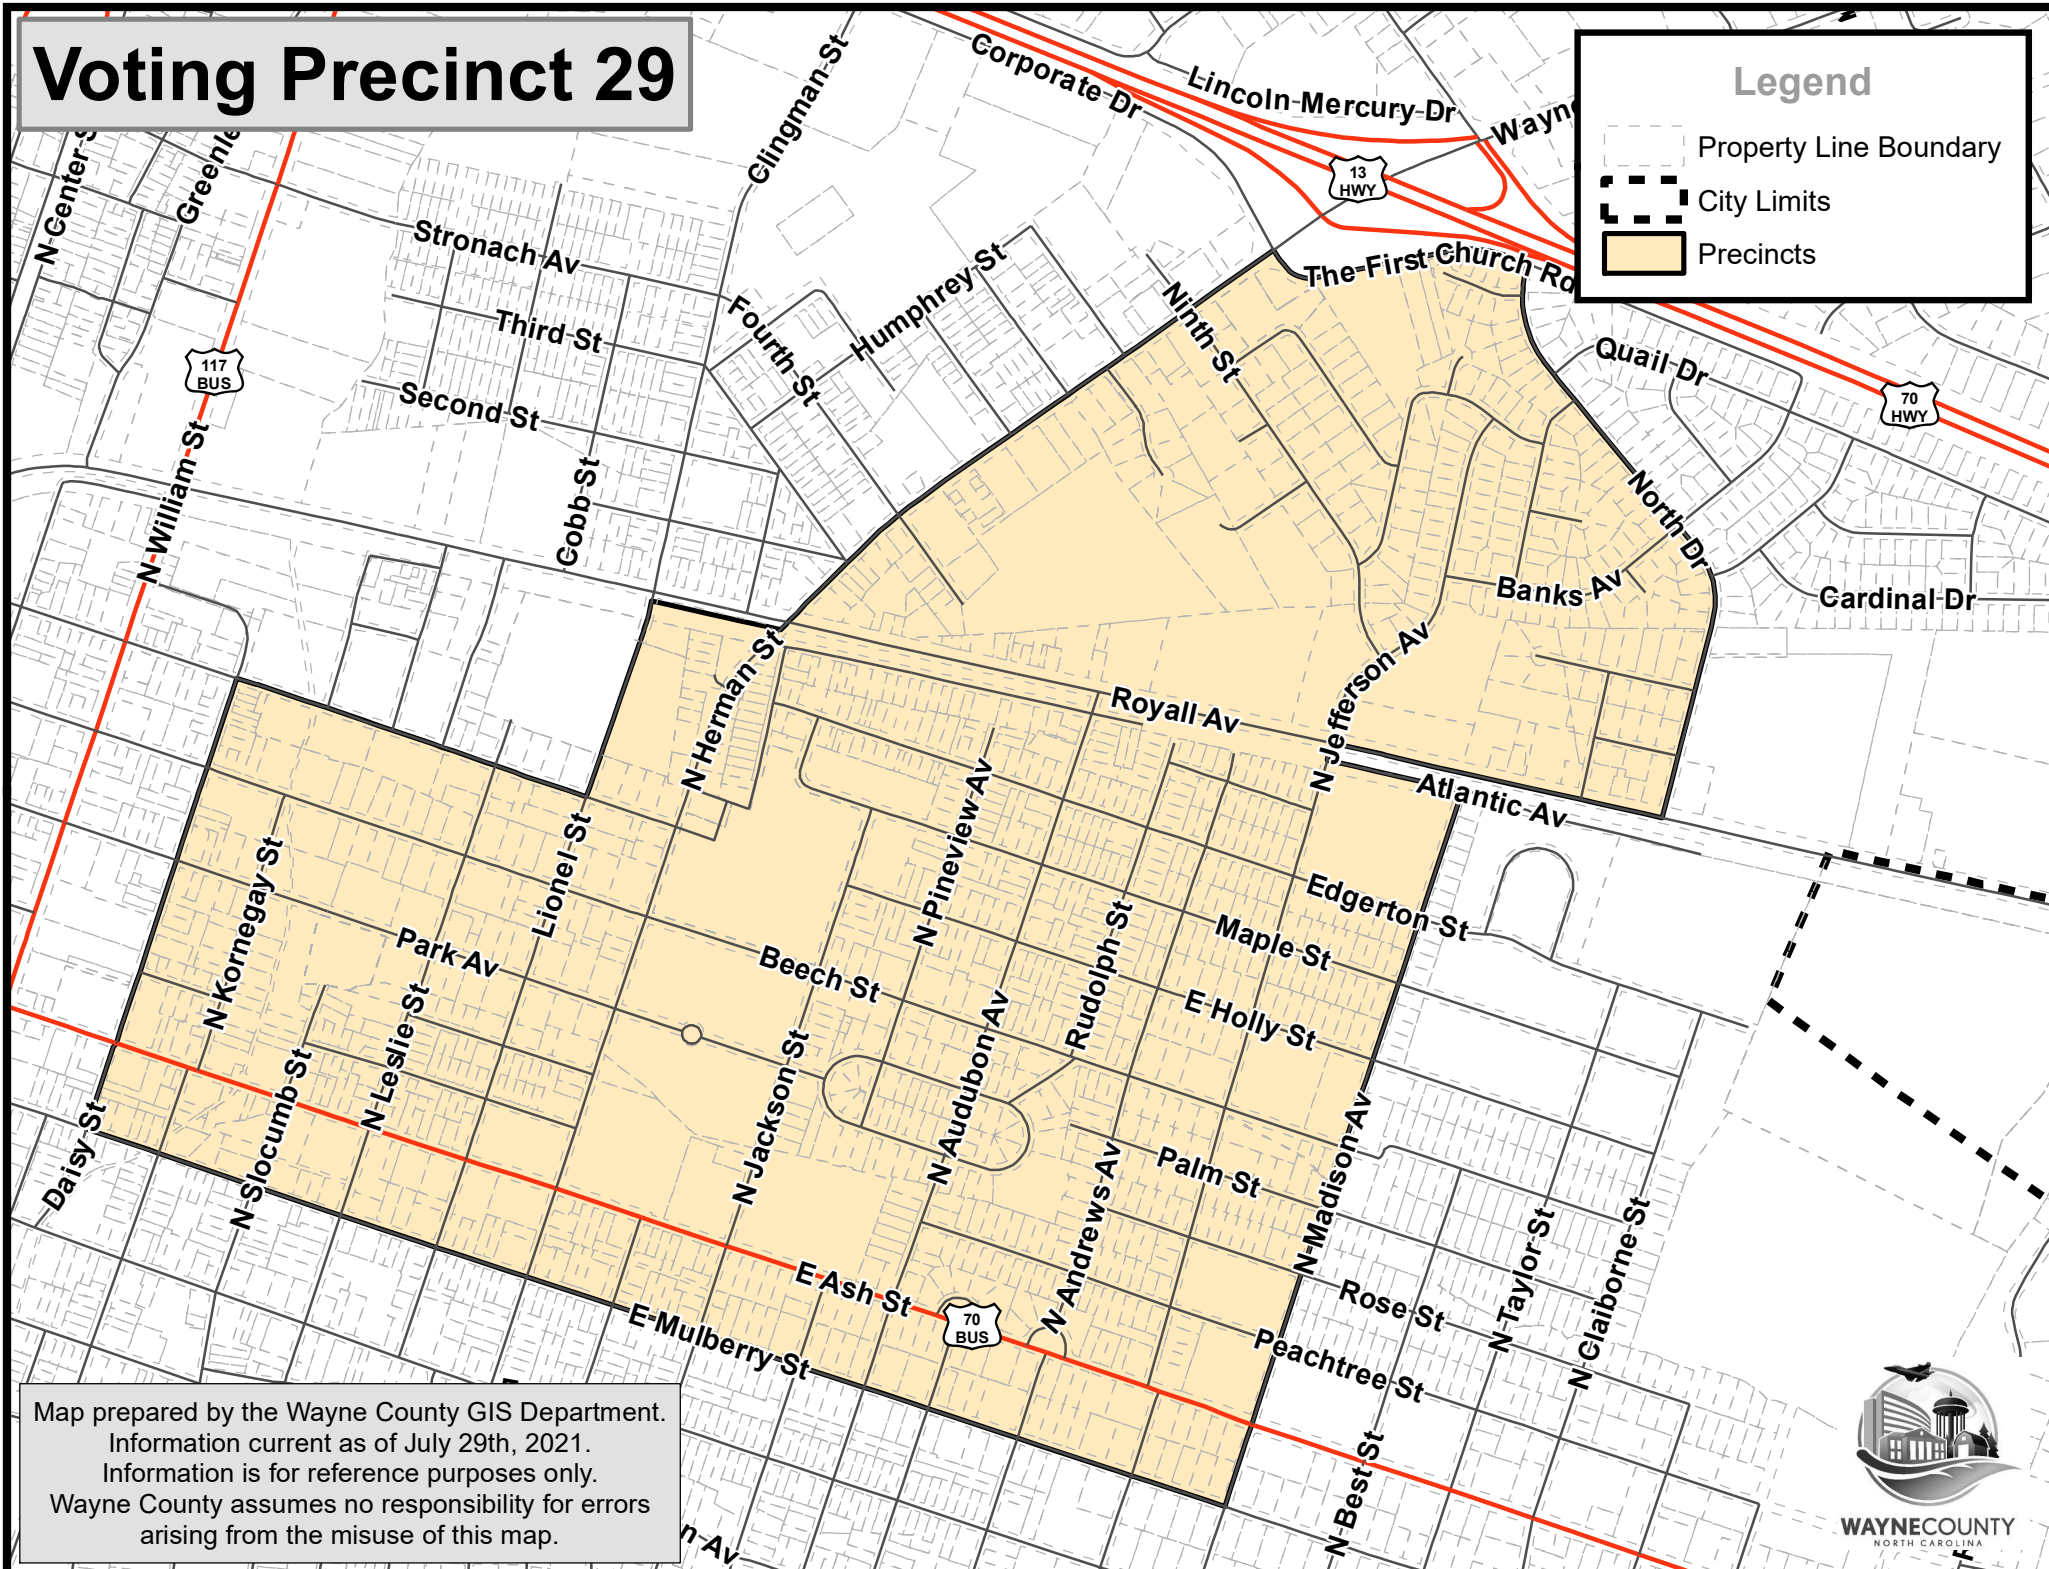 Voting Precinct 29
Legend
Property Line Boundary
City Limits
Precincts
Corporate Dr
Lincoln-Mercury Dr
Clingman St
13
HWY
N Center
Stronach Av
Humphrey St
The First Church Rd
Third St
Fourth St
Ninth St
Quail Dr
117
BUS
70
HWY
Second St
N William St
Cobb St
North Dr
Banks Av
Cardinal Dr
N Herman St
N Jefferson Av
Royall Av
Atlantic Av
N Pineview Av
Lionel St
N Kornegay St
Edgerton St
Maple St
Park Av
Beech St
Rudolph St
E Holly St
N Leslie St
N Audubon Av
N Jackson St
N Slocumb St
Daisy St
Palm St
N Andrews Av
N Madison Av
N Taylor St
N Claiborne St
E Ash St
70
BUS
Rose St
E Mulberry St
Peachtree St
N Best St
Map prepared by the Wayne County GIS Department.
Information current as of July 29th, 2021.
Information is for reference purposes only.
Wayne County assumes no responsibility for errors
arising from the misuse of this map.
n Av
WAYNECOUNTY
NORTH CAROLINA